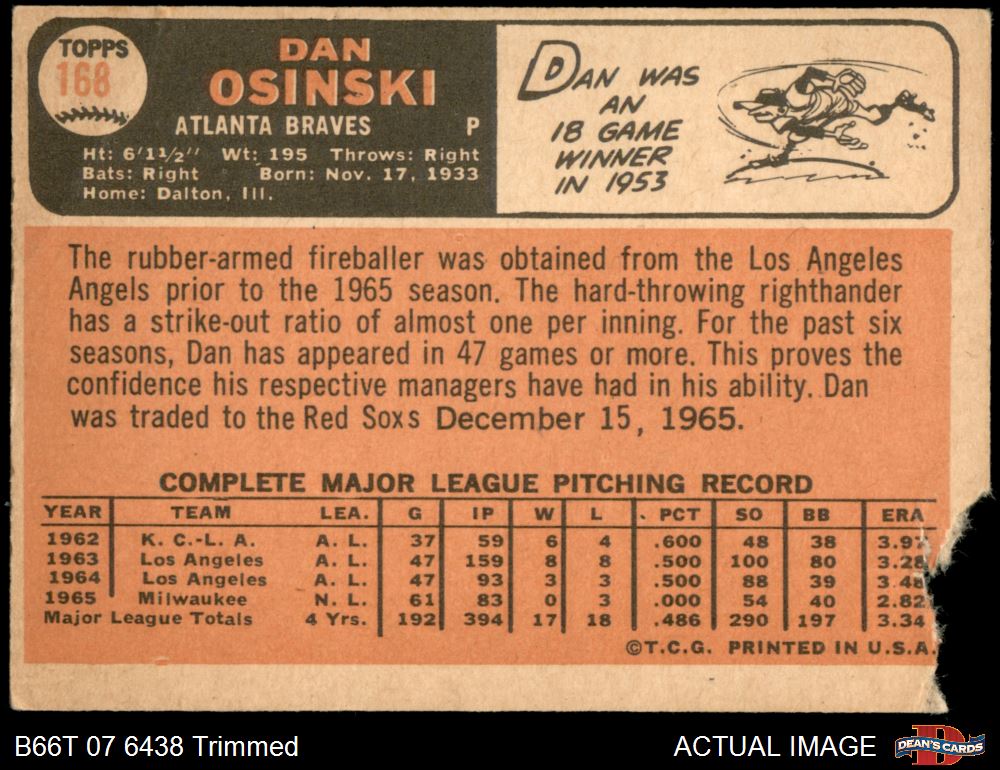 TOPPS
168
DAN
OSINSKI
ATLANTA BRAVES P
Ht: 6'11/2" Wt: 195 Throws: Right
Bats: Right Born: Nov. 17, 1933
Home: Dalton, Ill.
DAN WAS
AN
18 GAME
WINNER
IN 1953
The rubber-armed fireballer was obtained from the Los Angeles
Angels prior to the 1965 season. The hard-throwing righthander
has a strike-out ratio of almost one per inning. For the past six
seasons, Dan has appeared in 47 games or more. This proves the
confidence his respective managers have had in his ability. Dan
was traded to the Red Soxs December 15, 1965.
COMPLETE MAJOR LEAGUE PITCHING RECORD
YEAR TEAM LEA. G IP W L PCT SO BB ERA
1962 K. C.-L. A. A. L. 37 59 6 4 .600 48 38 3.97
1963 Los Angeles A. L. 47 159 8 8 .500 100 80 3.28
1964 Los Angeles A. L. 47 93 3 3 .500 88 39 3.48
1965 Milwaukee N. L. 61 83 0 3 .000 54 40 2.82
Major League Totals 4 Yrs. 192 394 17 18 .486 290 197 3.34
©T.C.G. PRINTED IN U.S.A.
B66T 07 6438 Trimmed
ACTUAL IMAGE
DEAN'S CARDS